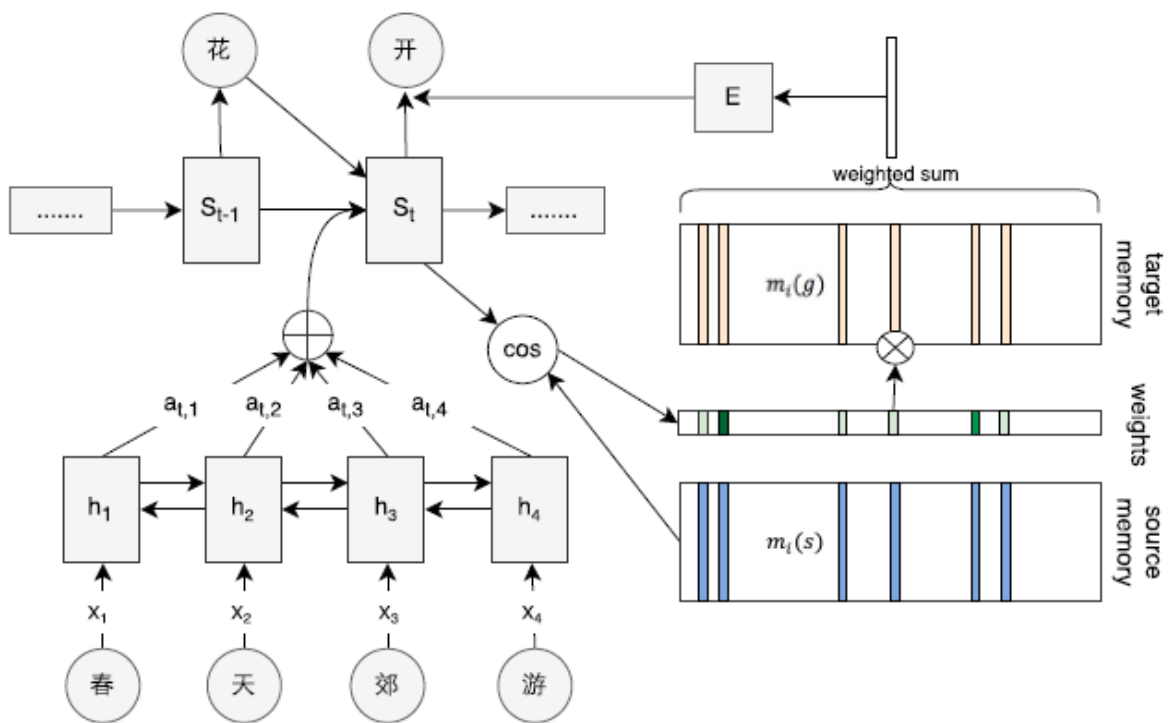 花 开
E
weighted sum
....... S_{t-1} S_t .......
m_i(g)
target memory
cos
a_{t,1} a_{t,2} a_{t,3} a_{t,4}
weights
h_1 h_2 h_3 h_4
m_i(s)
source memory
x_1 x_2 x_3 x_4
春 天 郊 游